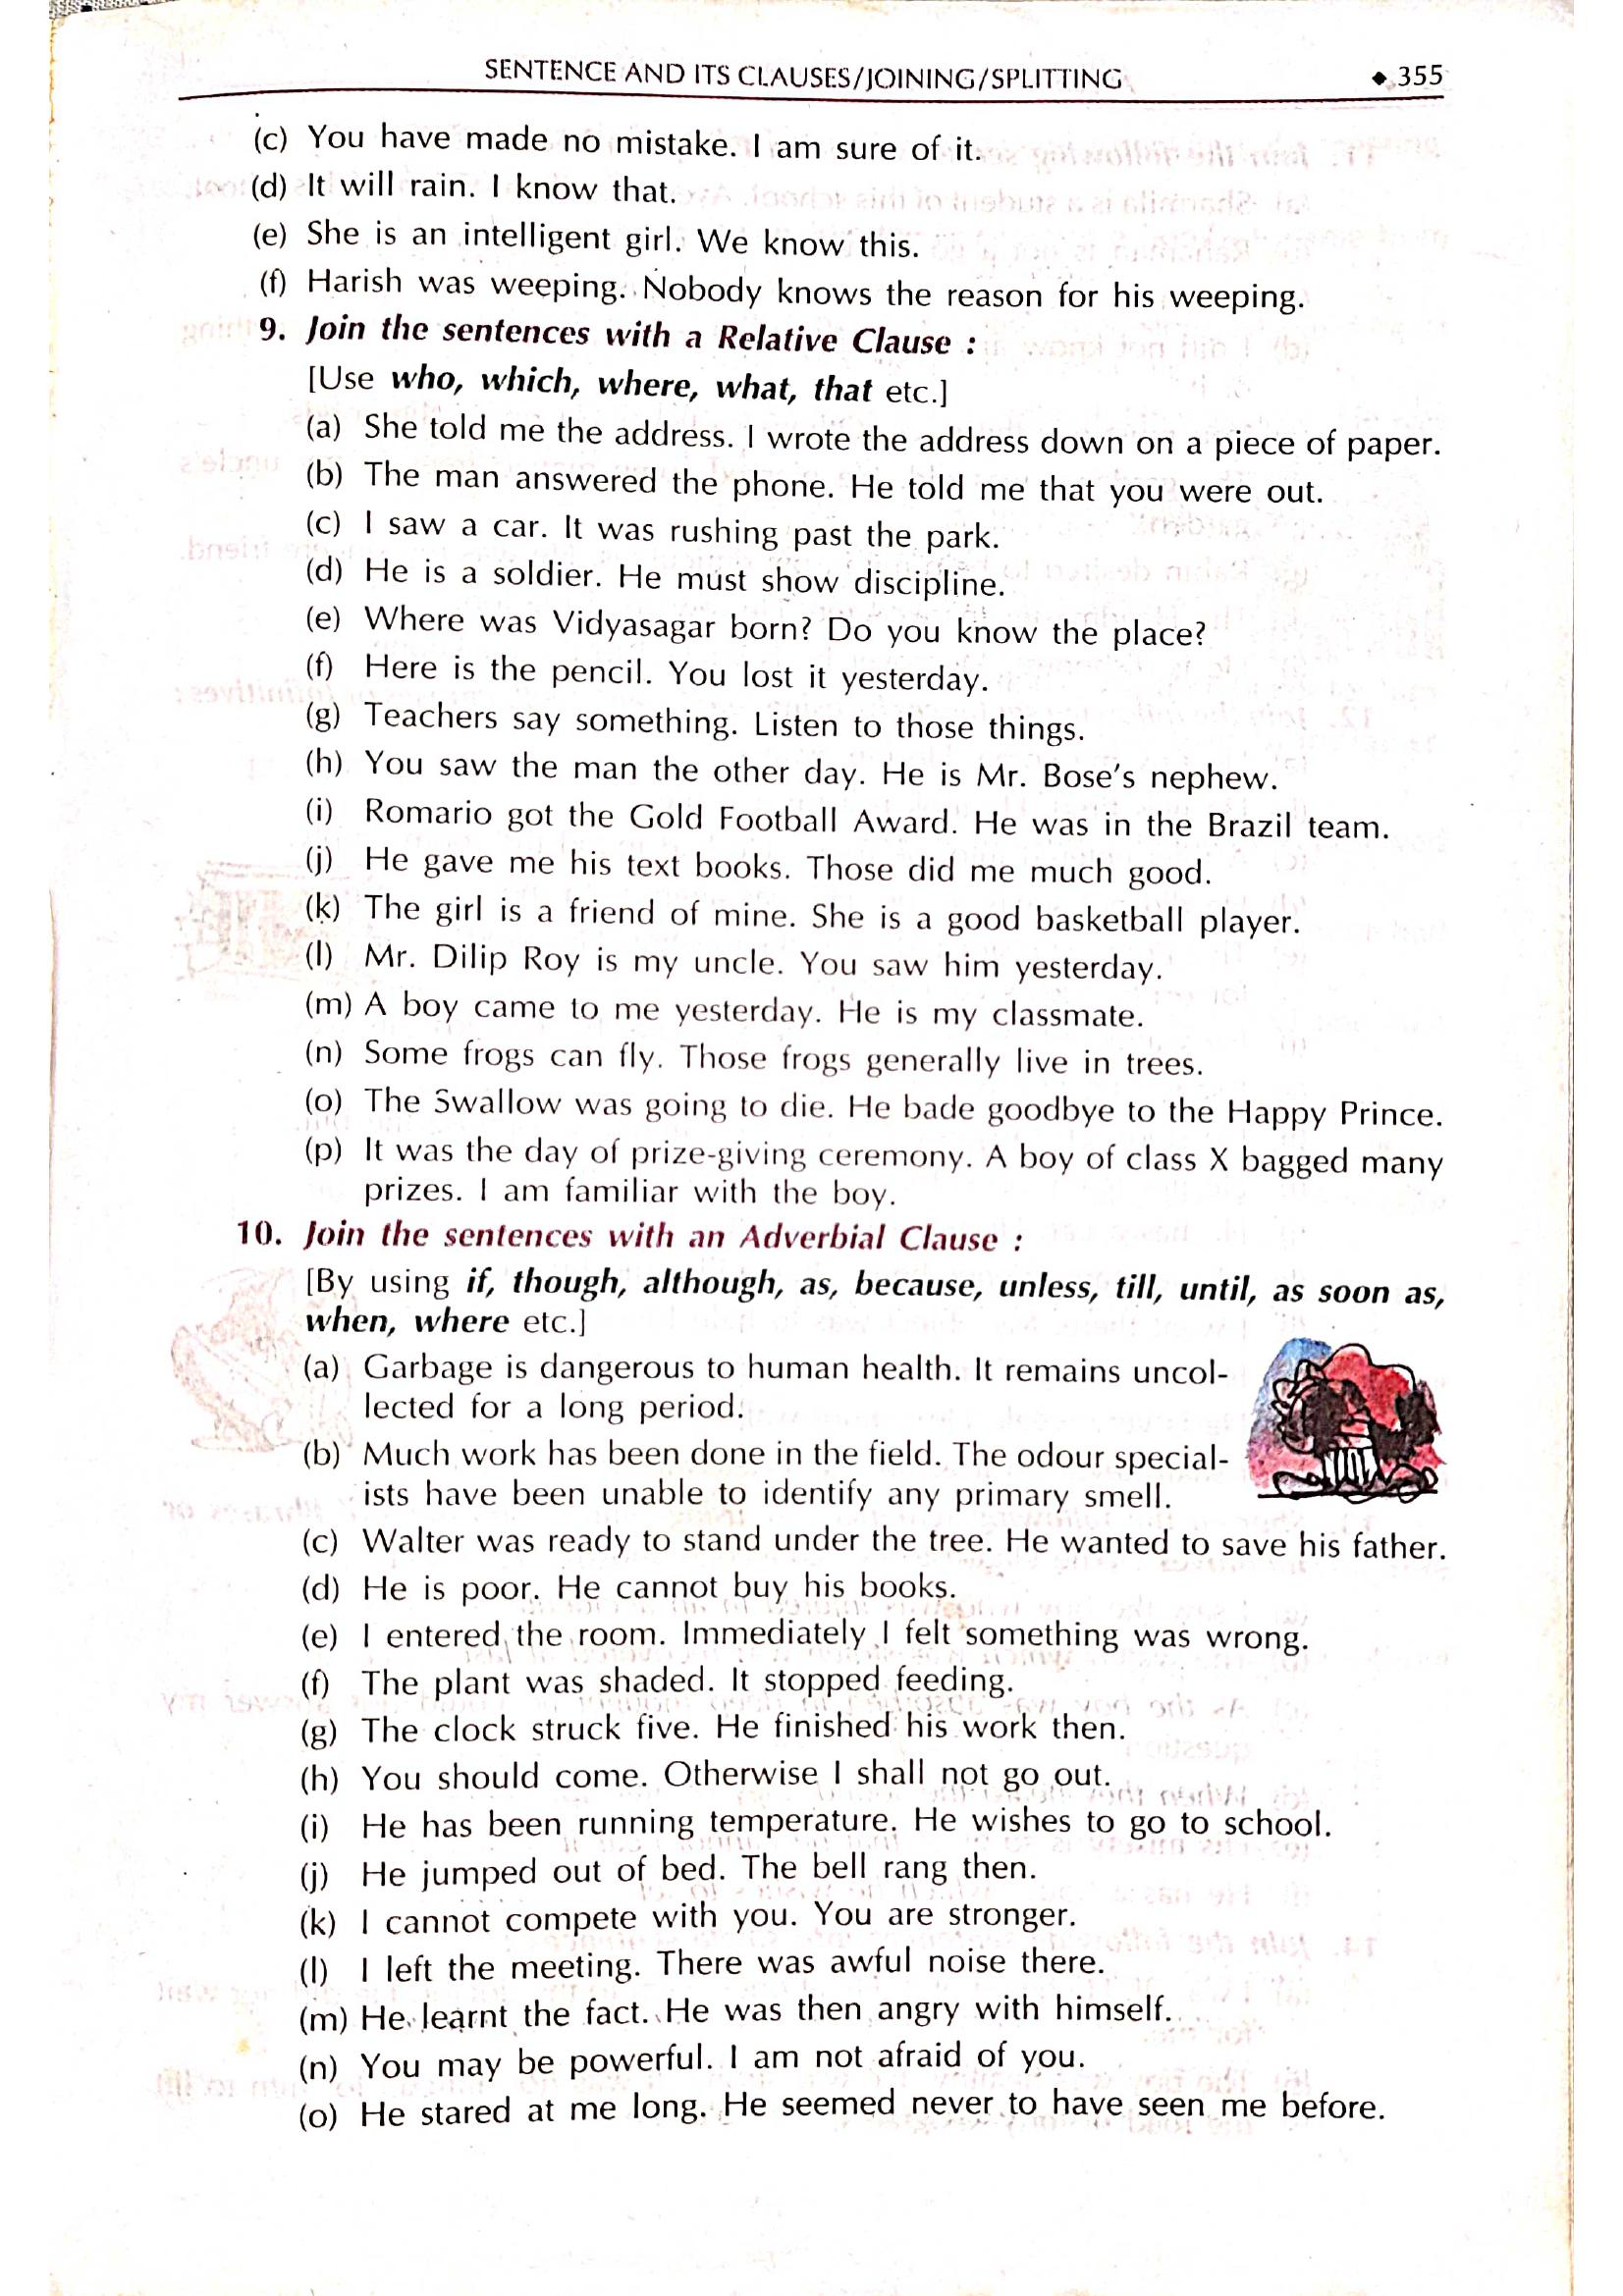 SENTENCE AND ITS CLAUSES/JOINING/SPLITTING ◆ 355
(c) You have made no mistake. I am sure of it.
(d) It will rain. I know that.
(e) She is an intelligent girl. We know this.
(f) Harish was weeping. Nobody knows the reason for his weeping.
9. Join the sentences with a Relative Clause :
[Use who, which, where, what, that etc.]
(a) She told me the address. I wrote the address down on a piece of paper.
(b) The man answered the phone. He told me that you were out.
(c) I saw a car. It was rushing past the park.
(d) He is a soldier. He must show discipline.
(e) Where was Vidyasagar born? Do you know the place?
(f) Here is the pencil. You lost it yesterday.
(g) Teachers say something. Listen to those things.
(h) You saw the man the other day. He is Mr. Bose's nephew.
(i) Romario got the Gold Football Award. He was in the Brazil team.
(j) He gave me his text books. Those did me much good.
(k) The girl is a friend of mine. She is a good basketball player.
(l) Mr. Dilip Roy is my uncle. You saw him yesterday.
(m) A boy came to me yesterday. He is my classmate.
(n) Some frogs can fly. Those frogs generally live in trees.
(o) The Swallow was going to die. He bade goodbye to the Happy Prince.
(p) It was the day of prize-giving ceremony. A boy of class X bagged many
prizes. I am familiar with the boy.
10. Join the sentences with an Adverbial Clause :
[By using if, though, although, as, because, unless, till, until, as soon as,
when, where etc.]
(a) Garbage is dangerous to human health. It remains uncol-
lected for a long period.
(b) Much work has been done in the field. The odour special-
ists have been unable to identify any primary smell.
(c) Walter was ready to stand under the tree. He wanted to save his father.
(d) He is poor. He cannot buy his books.
(e) I entered the room. Immediately I felt something was wrong.
(f) The plant was shaded. It stopped feeding.
(g) The clock struck five. He finished his work then.
(h) You should come. Otherwise I shall not go out.
(i) He has been running temperature. He wishes to go to school.
(j) He jumped out of bed. The bell rang then.
(k) I cannot compete with you. You are stronger.
(l) I left the meeting. There was awful noise there.
(m) He learnt the fact. He was then angry with himself.
(n) You may be powerful. I am not afraid of you.
(o) He stared at me long. He seemed never to have seen me before.